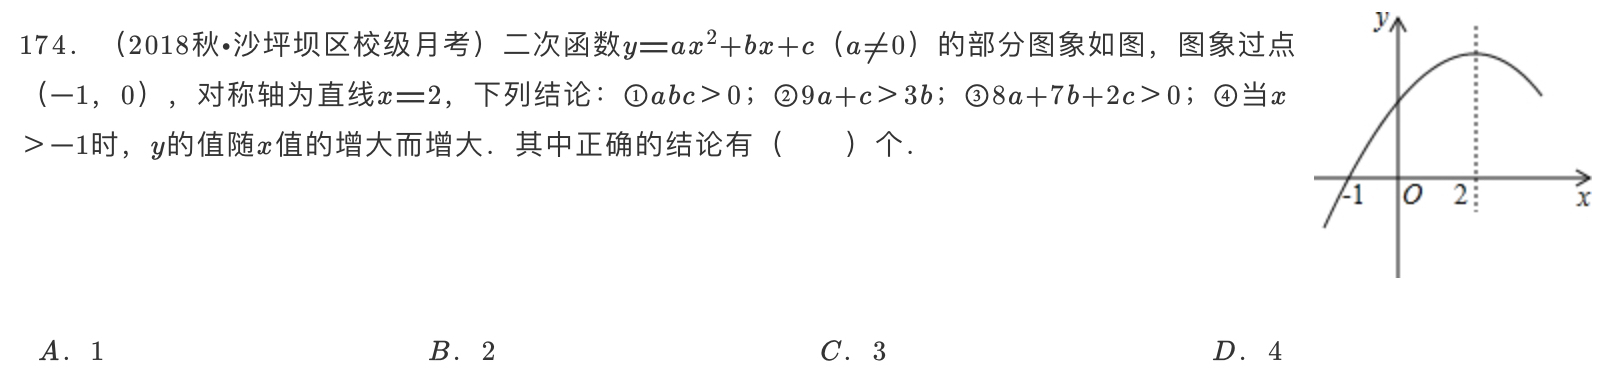 174. （2018秋•沙坪坝区校级月考）二次函数y=ax²+bx+c（a≠0）的部分图象如图，图象过点
（−1，0），对称轴为直线x=2，下列结论：①abc>0；②9a+c>3b；③8a+7b+2c>0；④当x
>−1时，y的值随x值的增大而增大．其中正确的结论有（　　）个．
y
-1 O 2 x
A. 1 B. 2 C. 3 D. 4